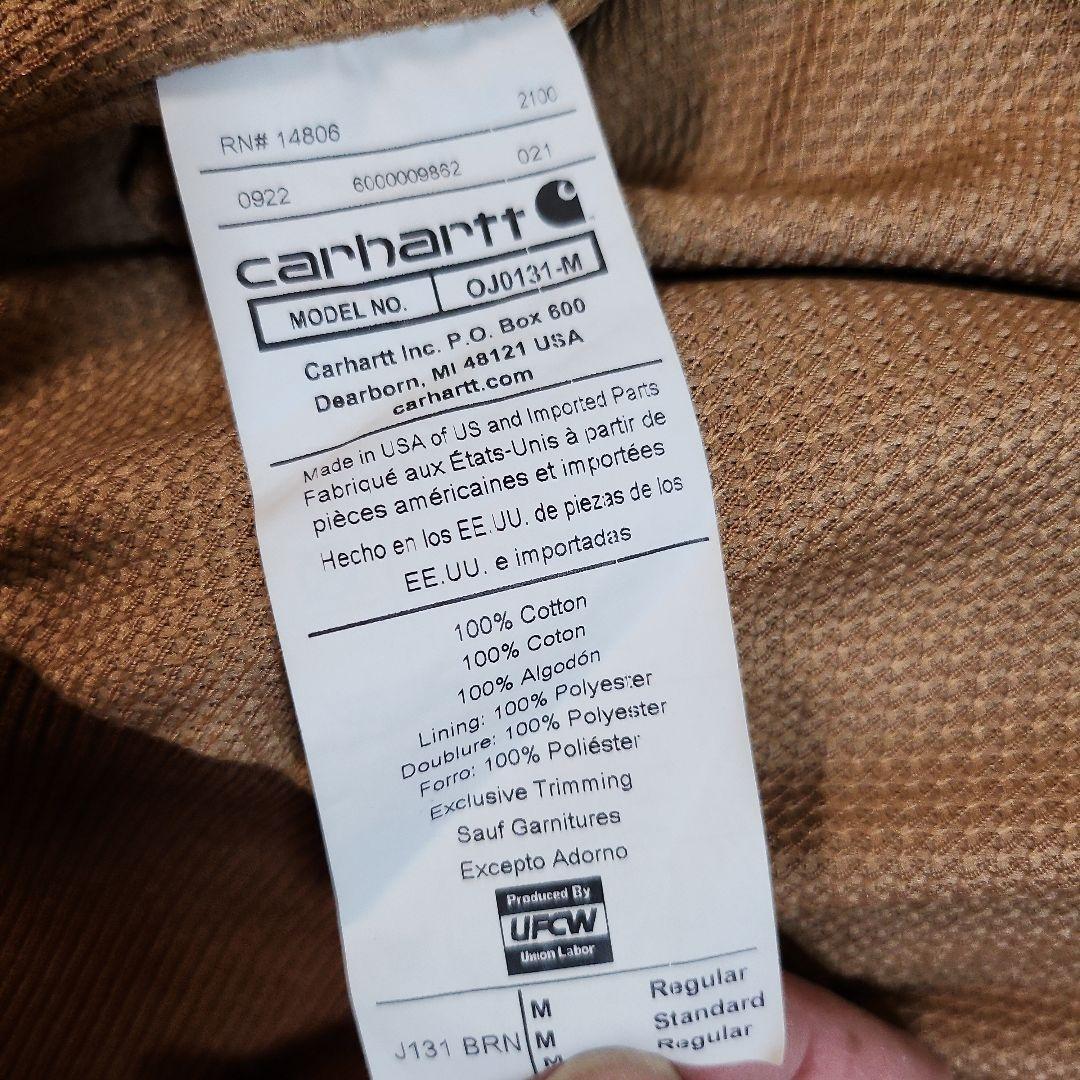 RN# 14806 2100
0922 6000009862 021
carhartt
MODEL NO. OJ0131-M
Carhartt Inc. P.O. Box 600
Dearborn, MI 48121 USA
carhartt.com
Made in USA of US and Imported Parts
Fabriqué aux États-Unis à partir de
pièces américaines et importées
Hecho en los EE.UU. de piezas de los
EE.UU. e importadas
100% Cotton
100% Coton
100% Algodón
Lining: 100% Polyester
Doublure: 100% Polyester
Forro: 100% Poliéster
Exclusive Trimming
Sauf Garnitures
Excepto Adorno
Produced By
UFCW
Union Labor
M Regular
M Standard
J131 BRN M Regular